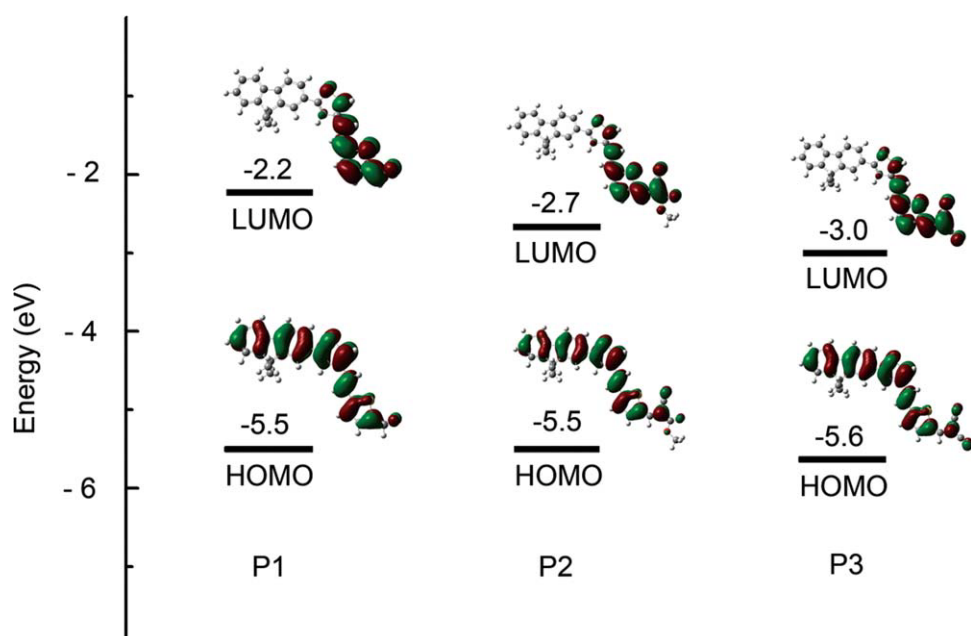 Energy (eV)
- 2
- 4
- 6
-2.2
LUMO
-5.5
HOMO
P1
-2.7
LUMO
-5.5
HOMO
P2
-3.0
LUMO
-5.6
HOMO
P3